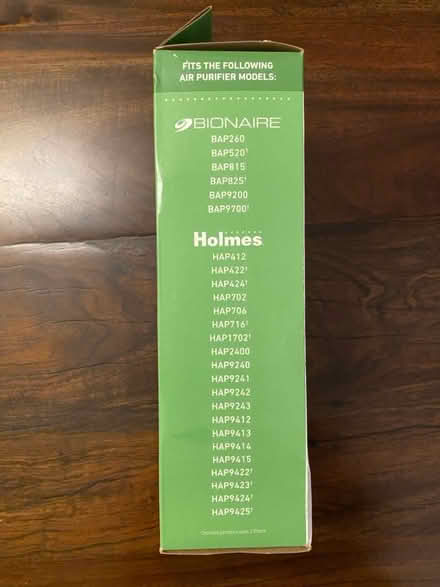 FITS THE FOLLOWING
AIR PURIFIER MODELS:
BIONAIRE
BAP260
BAP520†
BAP815
BAP825†
BAP9200
BAP9700†
Holmes
HAP412
HAP422†
HAP424†
HAP702
HAP706
HAP716†
HAP1702†
HAP2400
HAP9240
HAP9241
HAP9242
HAP9243
HAP9412
HAP9413
HAP9414
HAP9415
HAP9422†
HAP9423†
HAP9424†
HAP9425†